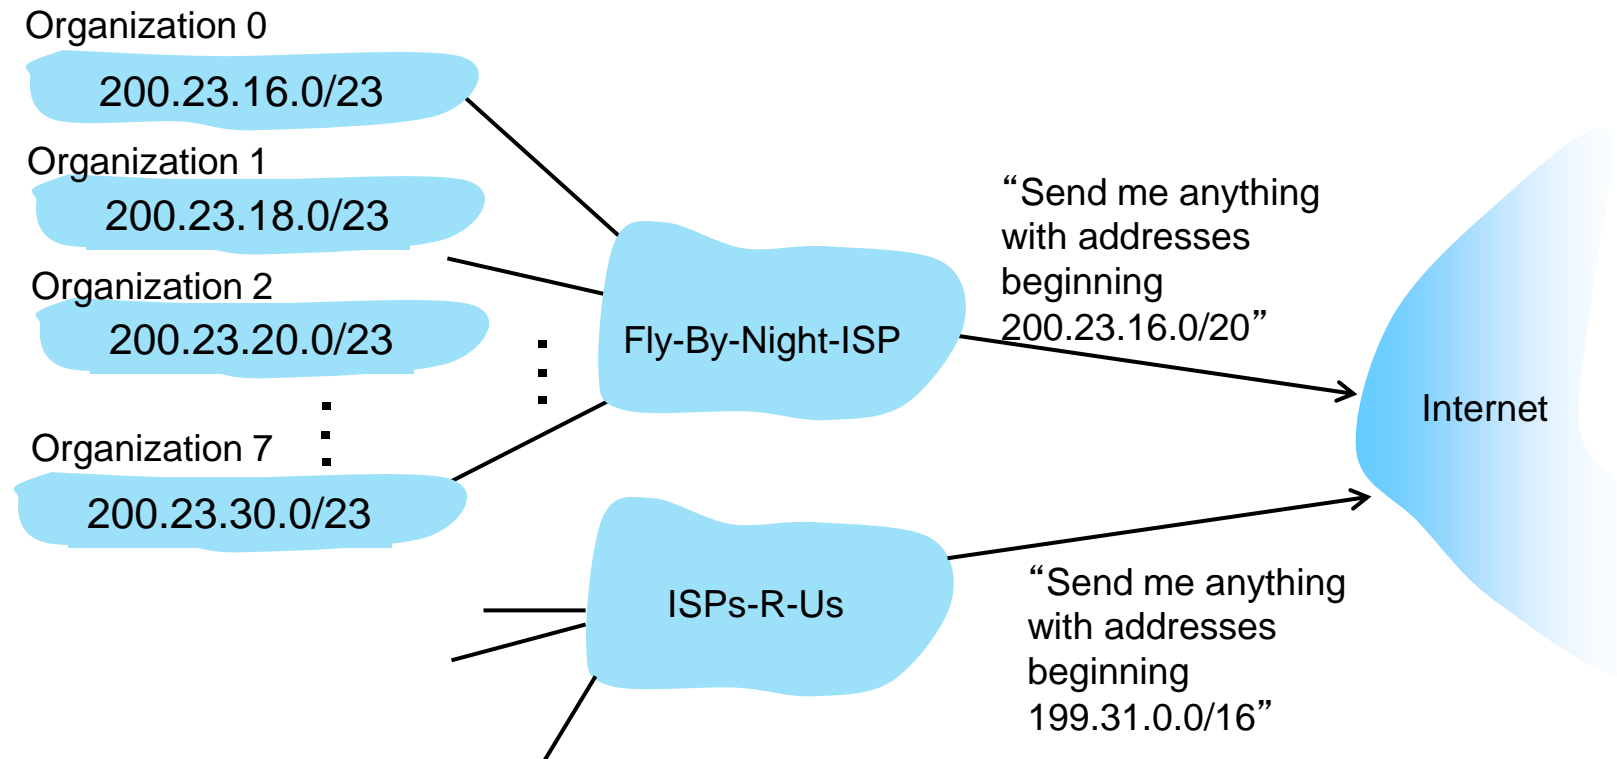 Organization 0
200.23.16.0/23
Organization 1
200.23.18.0/23
Organization 2
200.23.20.0/23
Organization 7
200.23.30.0/23
Fly-By-Night-ISP
“Send me anything
with addresses
beginning
200.23.16.0/20”
Internet
ISPs-R-Us
“Send me anything
with addresses
beginning
199.31.0.0/16”